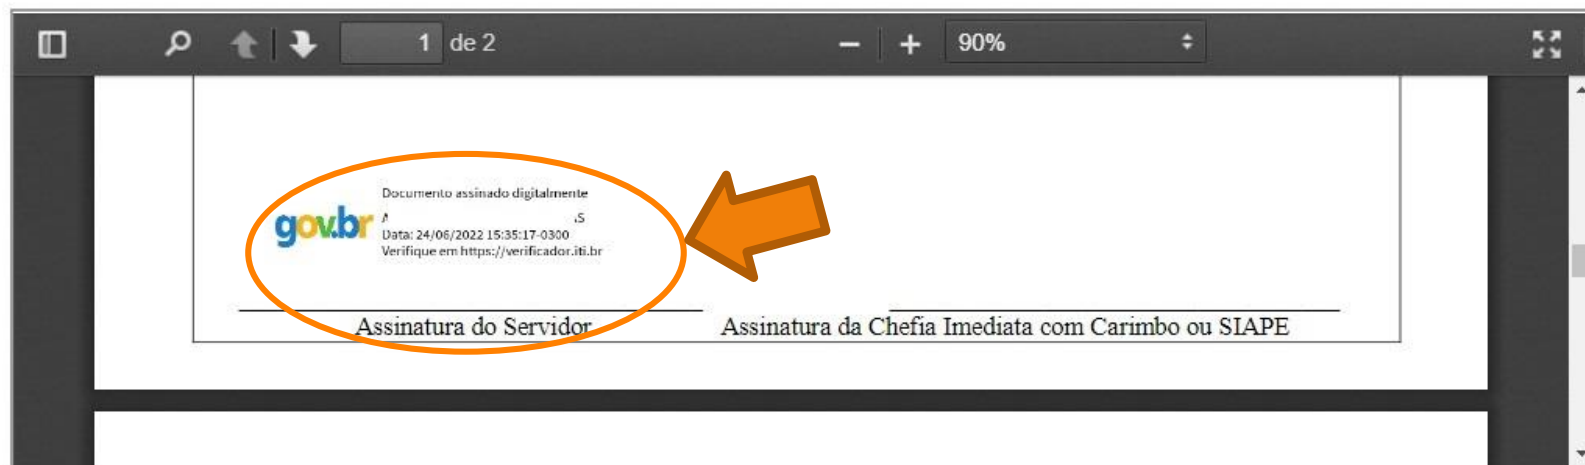 1 de 2
90%
Documento assinado digitalmente
gov.br
Data: 24/06/2022 15:35:17-0300
Verifique em https://verificador.iti.br
Assinatura do Servidor
Assinatura da Chefia Imediata com Carimbo ou SIAPE